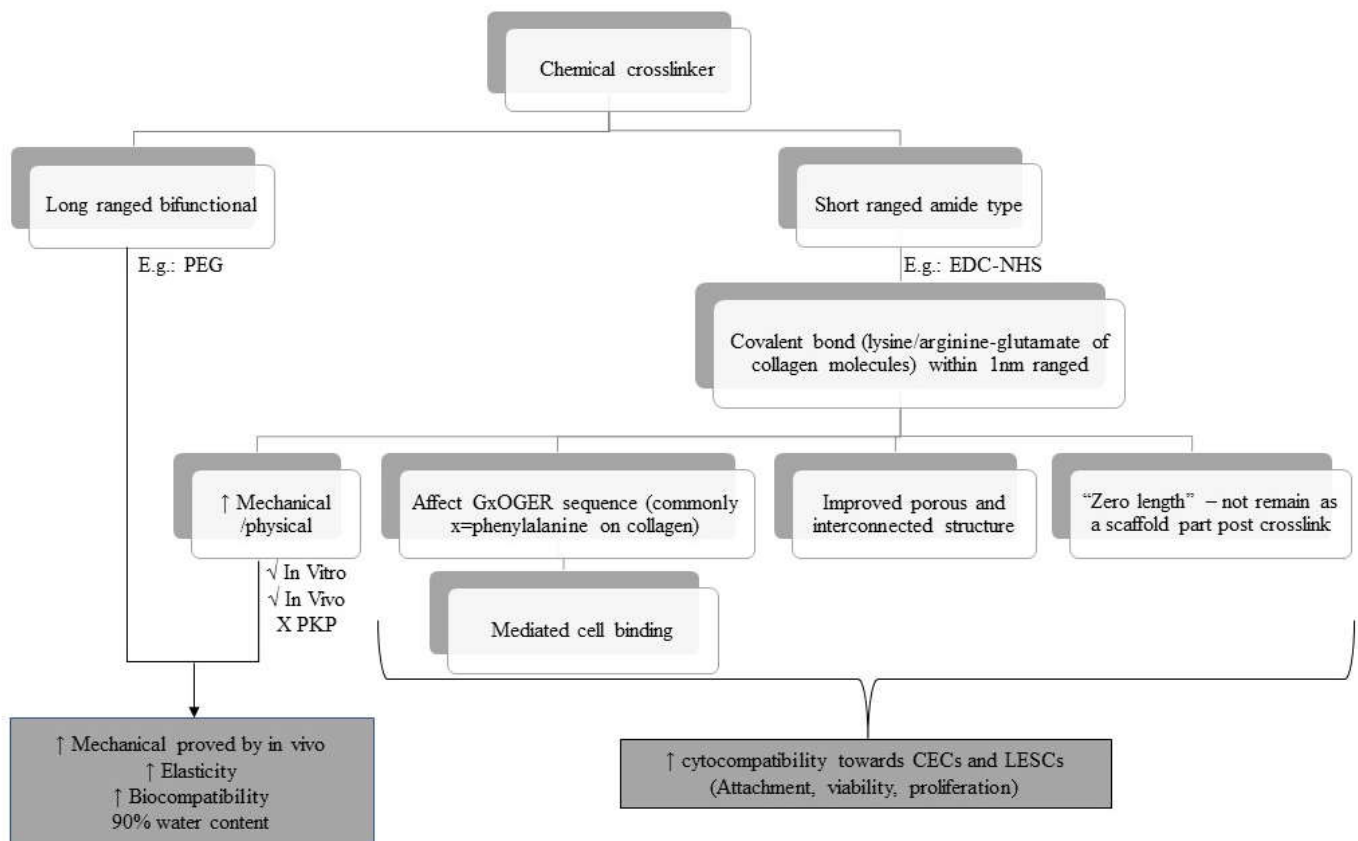 Chemical crosslinker
Long ranged bifunctional
Short ranged amide type
E.g.: PEG
E.g.: EDC-NHS
Covalent bond (lysine/arginine-glutamate of
collagen molecules) within 1nm ranged
↑ Mechanical
/physical
Affect GxOGER sequence (commonly
x=phenylalanine on collagen)
Improved porous and
interconnected structure
“Zero length” – not remain as
a scaffold part post crosslink
√ In Vitro
√ In Vivo
X PKP
Mediated cell binding
↑ Mechanical proved by in vivo
↑ Elasticity
↑ Biocompatibility
90% water content
↑ cytocompatibility towards CECs and LESCs
(Attachment, viability, proliferation)